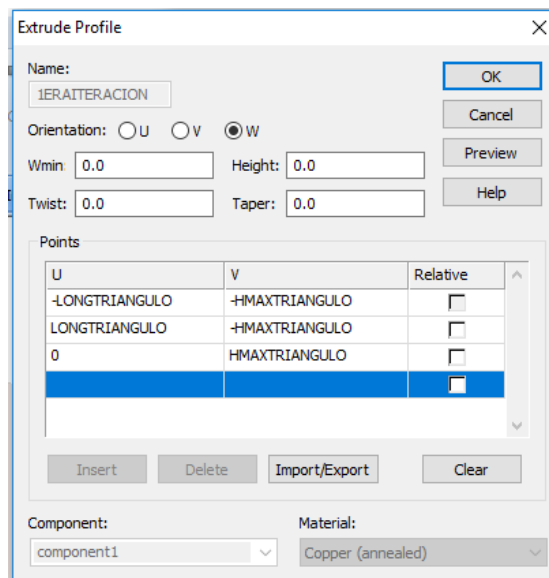 Extrude Profile
Name:
1ERAITERACION
OK
Orientation: U V W
Cancel
Wmin: 0.0 Height: 0.0
Preview
Twist: 0.0 Taper: 0.0
Help
Points
U V Relative
-LONGTRIANGULO -HMAXTRIANGULO
LONGTRIANGULO -HMAXTRIANGULO
0 HMAXTRIANGULO
Insert Delete Import/Export Clear
Component: Material:
component1 Copper (annealed)